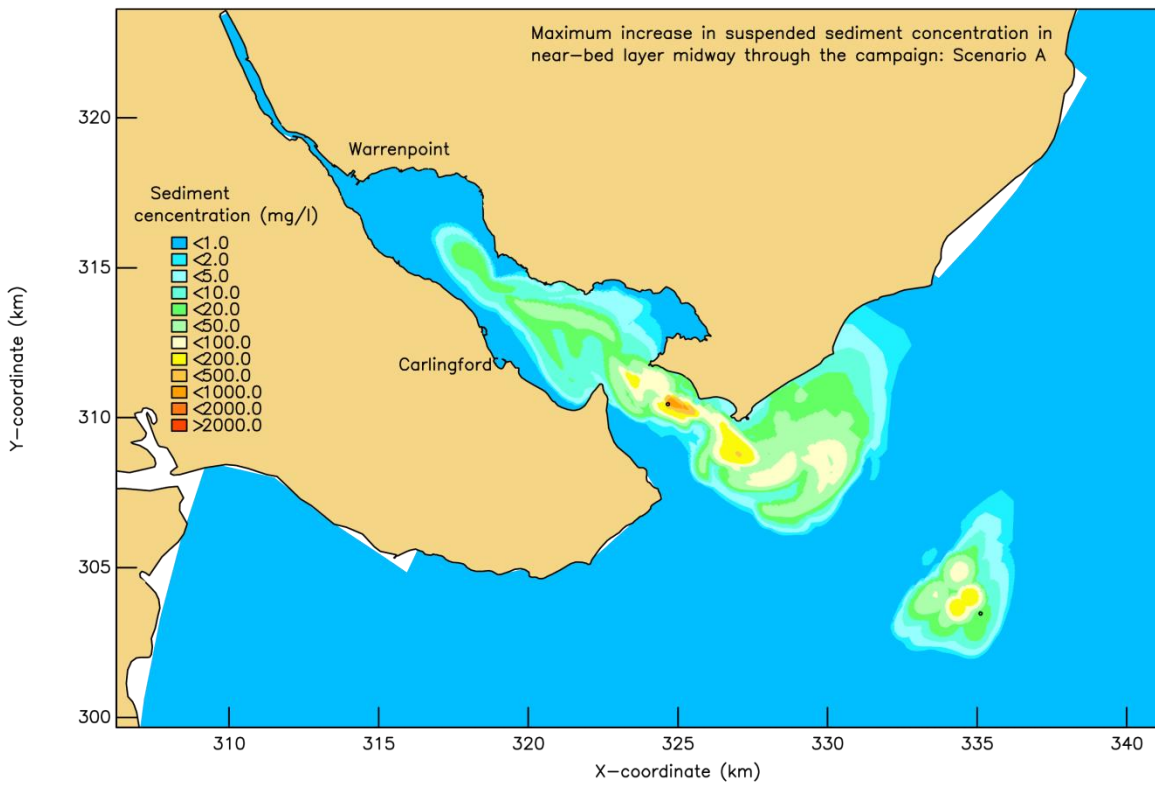 Maximum increase in suspended sediment concentration in
near-bed layer midway through the campaign: Scenario A
320
Warrenpoint
Sediment
cencentration (mg/l)
<1.0
<2.0
<5.0
<10.0
<20.0
<50.0
<100.0
<200.0
<500.0
<1000.0
<2000.0
>2000.0
315
Carlingford
Y-coordinate (km)
310
305
300
310 315 320 325 330 335 340
X-coordinate (km)